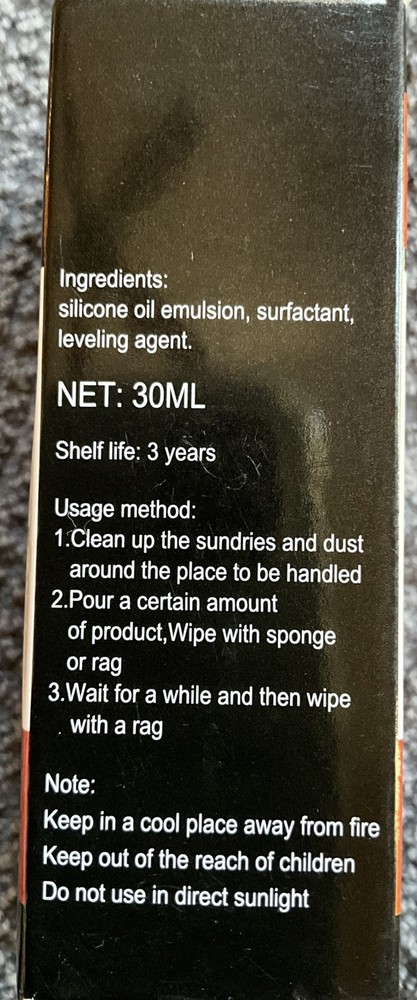 Ingredients:
silicone oil emulsion, surfactant,
leveling agent.
NET: 30ML
Shelf life: 3 years
Usage method:
1.Clean up the sundries and dust
around the place to be handled
2.Pour a certain amount
of product,Wipe with sponge
or rag
3.Wait for a while and then wipe
with a rag
Note:
Keep in a cool place away from fire
Keep out of the reach of children
Do not use in direct sunlight